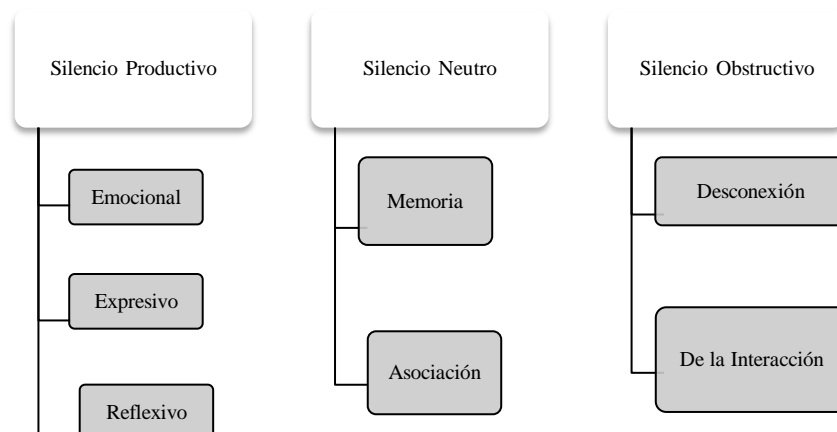 Silencio Productivo
Emocional
Expresivo
Reflexivo
Silencio Neutro
Memoria
Asociación
Silencio Obstructivo
Desconexión
De la Interacción